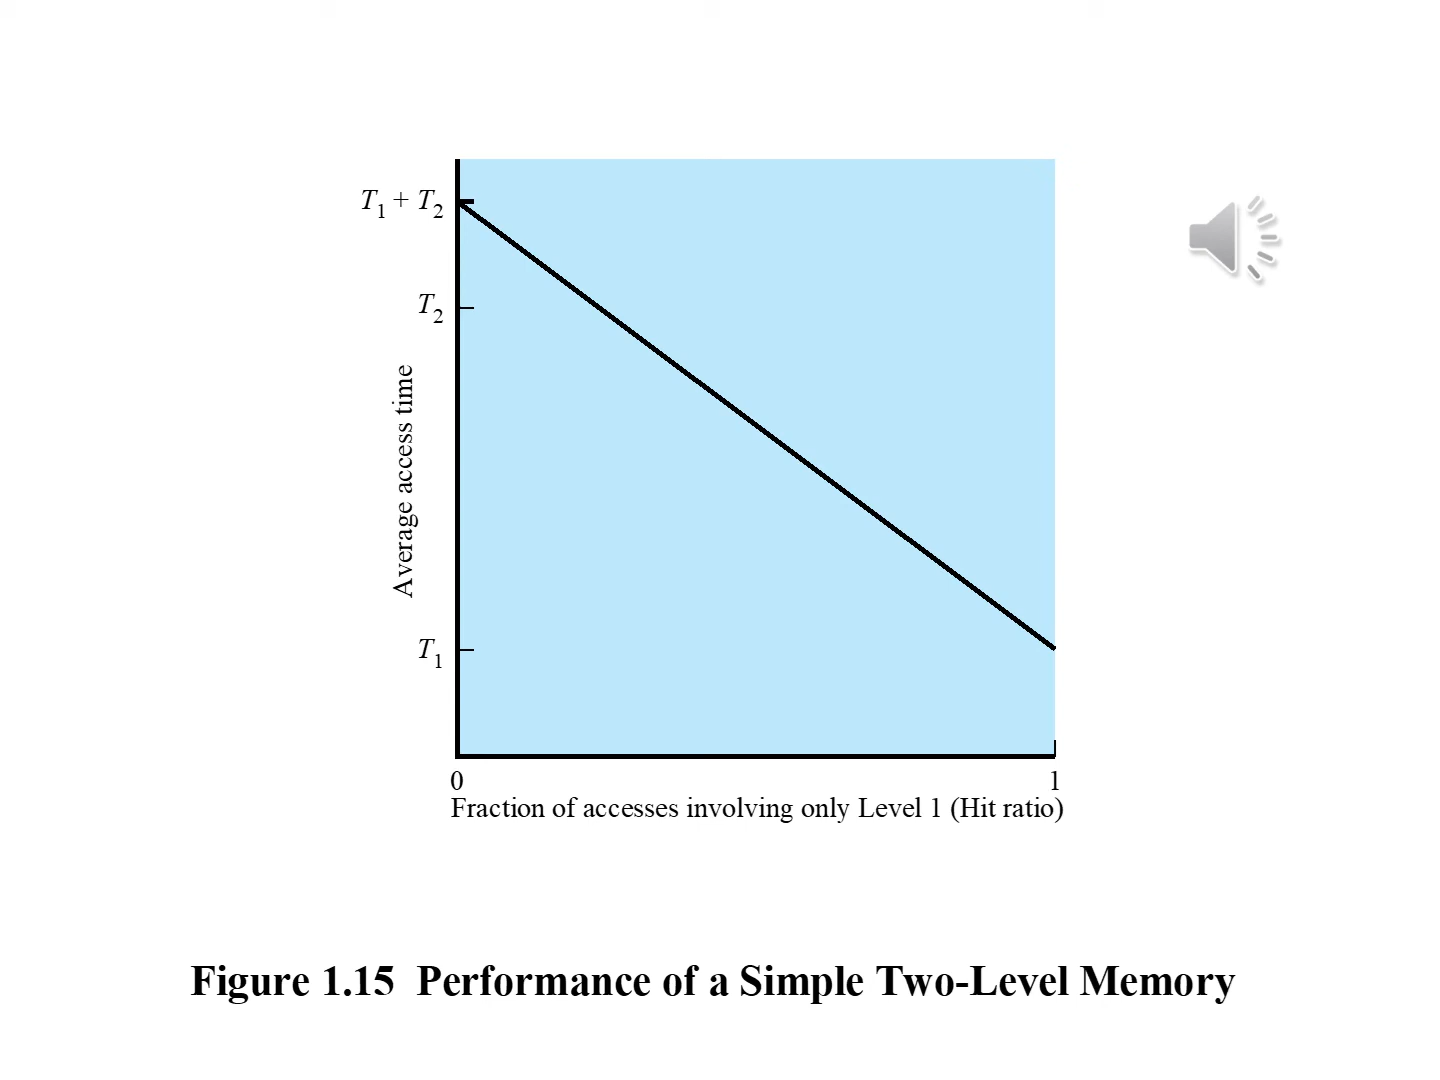 T1 + T2
T2
Average access time
T1
0 1
Fraction of accesses involving only Level 1 (Hit ratio)
Figure 1.15 Performance of a Simple Two-Level Memory